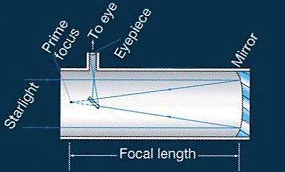 Prime
focus
To eye
Eyepiece
Mirror
Starlight
Focal length